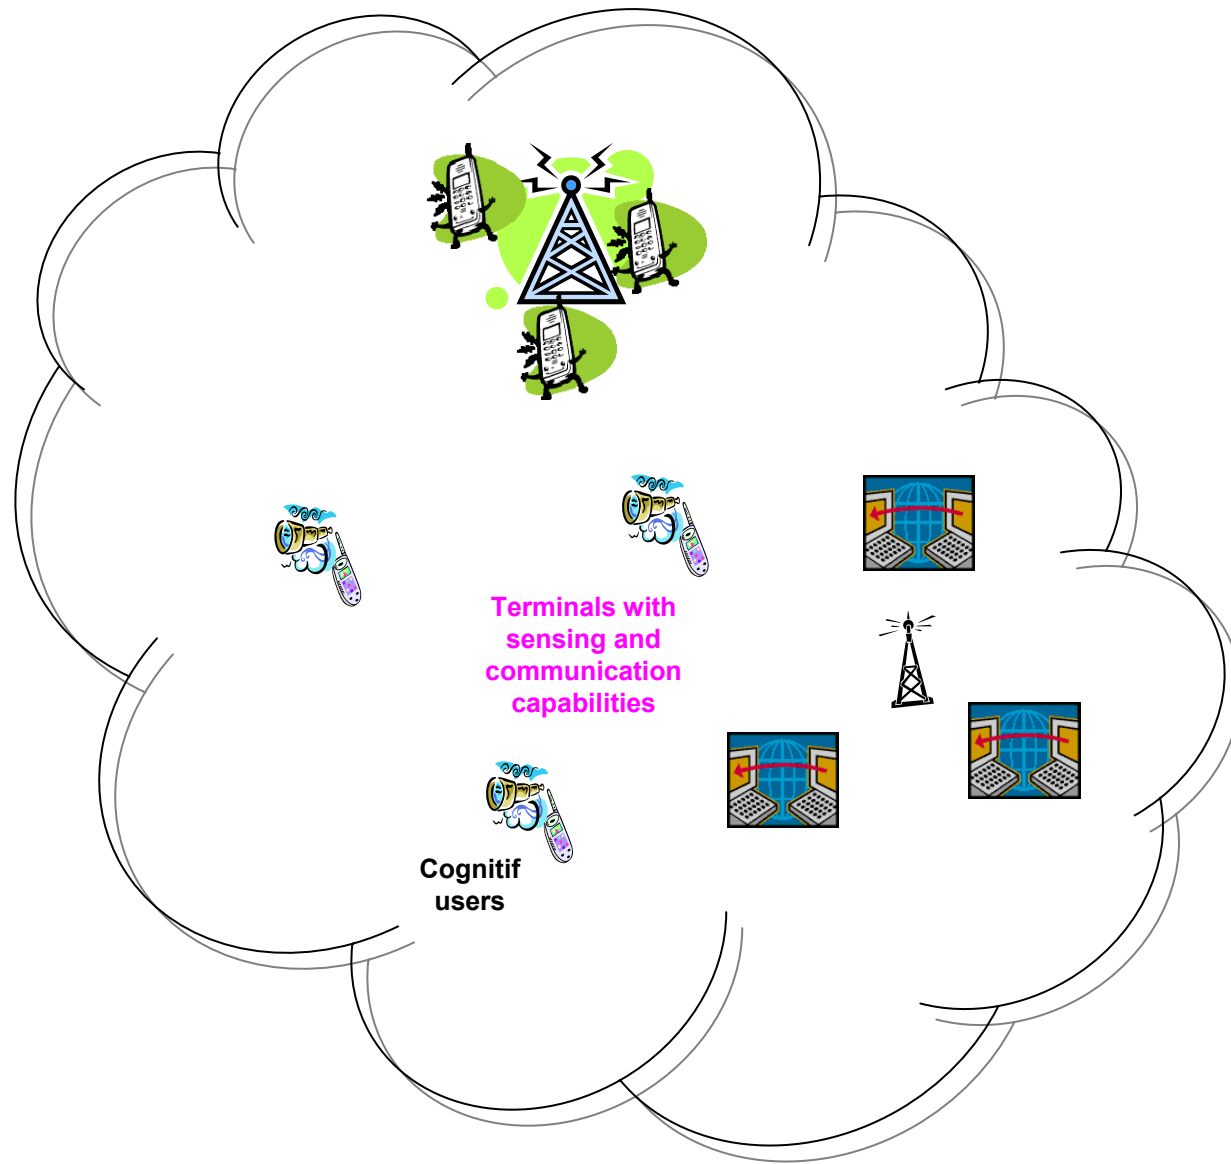 Terminals with
sensing and
communication
capabilities
Cognitif
users